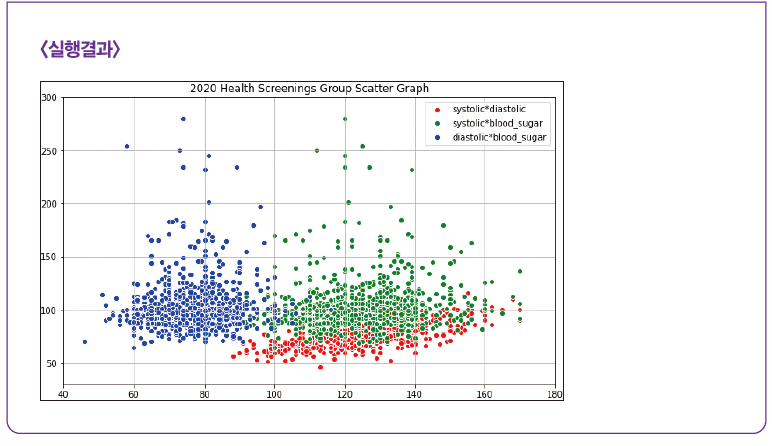 <실행결과>
2020 Health Screenings Group Scatter Graph
systolic*diastolic
systolic*blood_sugar
diastolic*blood_sugar
300
250
200
150
100
50
40 60 80 100 120 140 160 180